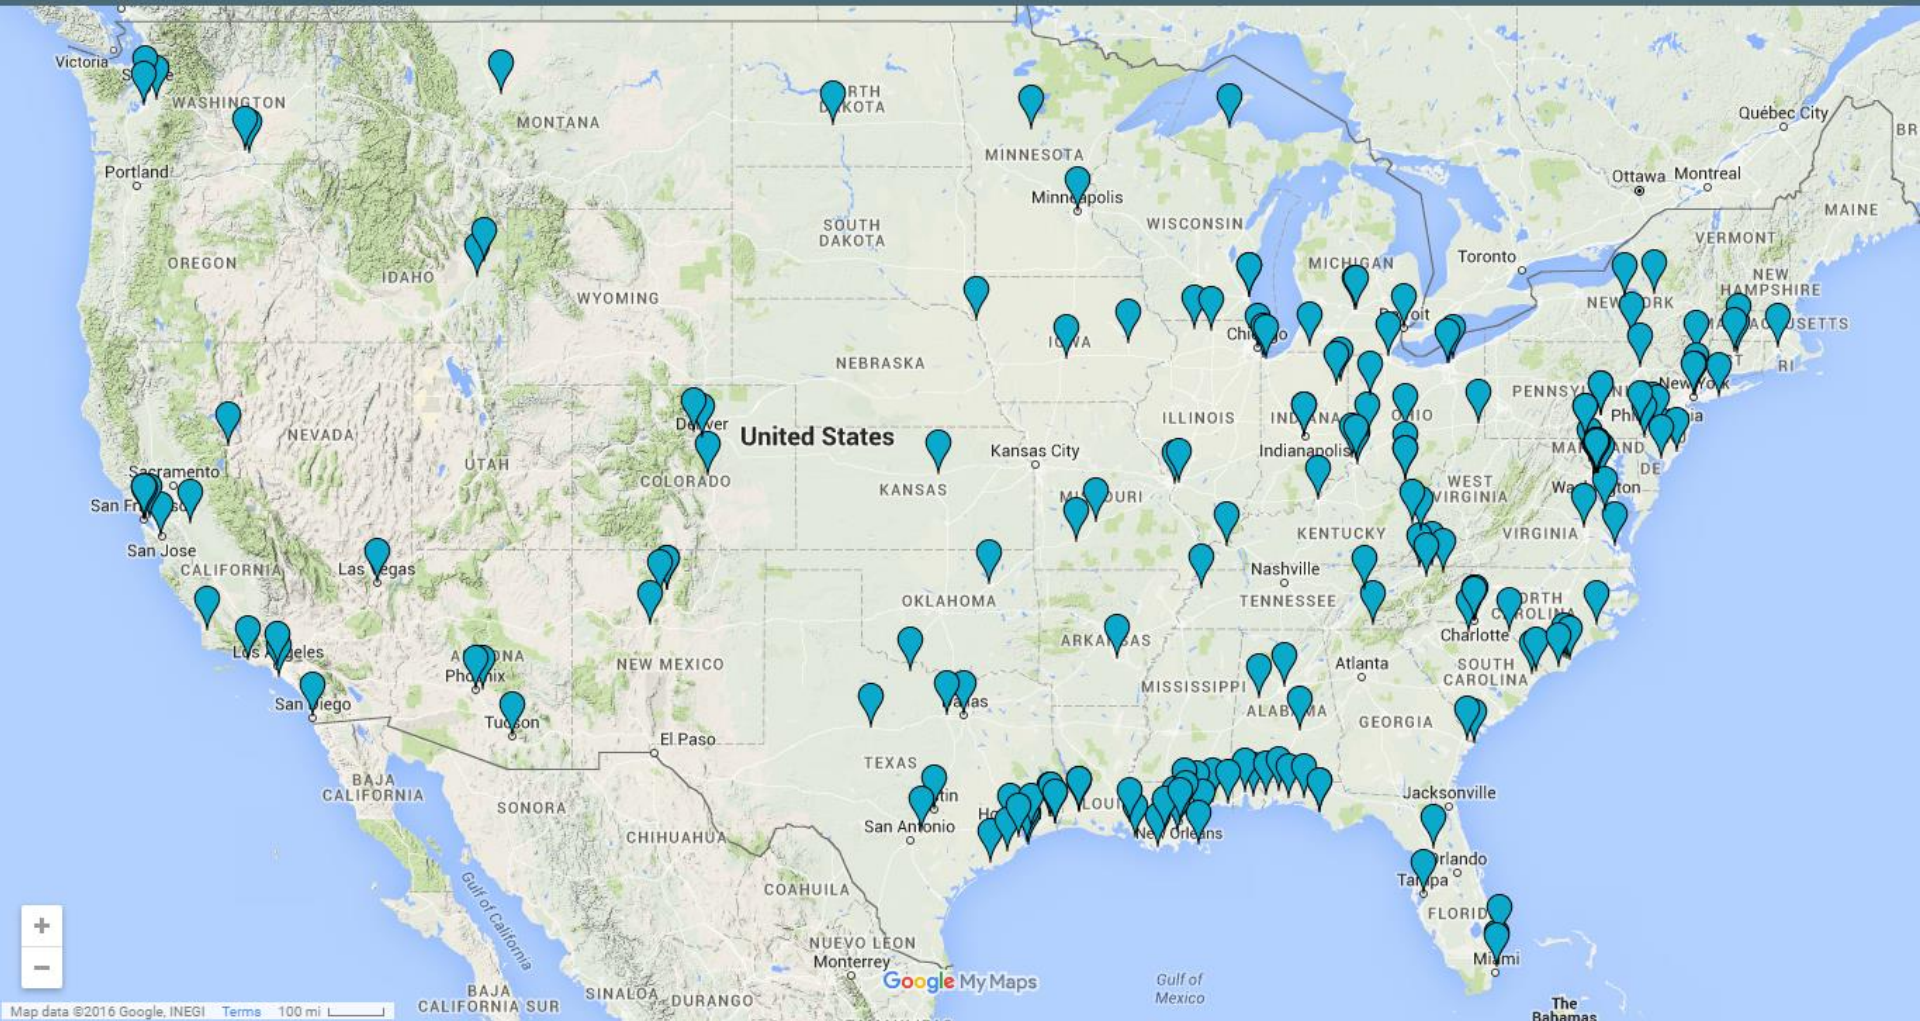 Victoria
WASHINGTON
MONTANA
Québec City
MINNESOTA
Portland
Ottawa
Montreal
Minneapolis
MAINE
SOUTH
DAKOTA
WISCONSIN
VERMONT
OREGON
IDAHO
MICHIGAN
Toronto
NEW
HAMPSHIRE
WYOMING
NEBRASKA
RI
ILLINOIS
United States
Kansas City
Indianapolis
NEVADA
UTAH
Sacramento
COLORADO
KANSAS
WEST
VIRGINIA
DE
San Jose
KENTUCKY
VIRGINIA
CALIFORNIA
Nashville
TENNESSEE
OKLAHOMA
Charlotte
NEW MEXICO
Atlanta
SOUTH
CAROLINA
MISSISSIPPI
GEORGIA
El Paso
TEXAS
BAJA
CALIFORNIA
SONORA
CHIHUAHUA
San Antonio
Jacksonville
Gulf of California
COAHUILA
NUEVO LEON
Monterrey
Google My Maps
Gulf of
Mexico
BAJA
CALIFORNIA SUR
SINALOA
DURANGO
The
Bahamas
+
−
Map data ©2016 Google, INEGI Terms 100 mi